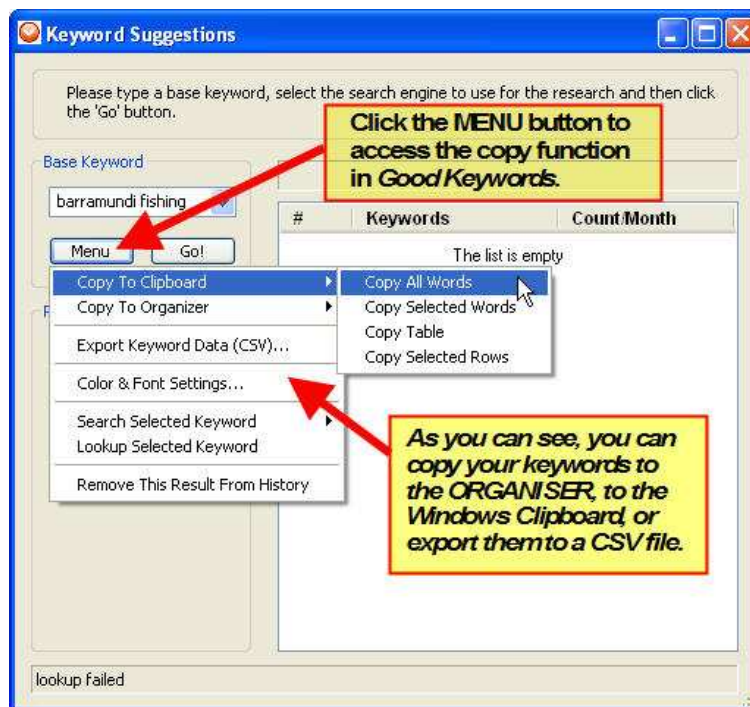 Keyword Suggestions
Please type a base keyword, select the search engine to use for the research and then click
the 'Go' button.
Click the MENU button to
access the copy function
in Good Keywords.
Base Keyword
barramundi fishing
# Keywords Count/Month
Menu Go!
The list is empty
Copy To Clipboard
Copy To Organizer
Export Keyword Data (CSV)...
Color & Font Settings...
Search Selected Keyword
Lookup Selected Keyword
Remove This Result From History
Copy All Words
Copy Selected Words
Copy Table
Copy Selected Rows
As you can see, you can
copy your keywords to
the ORGANISER, to the
Windows Clipboard, or
export them to a CSV file.
lookup failed